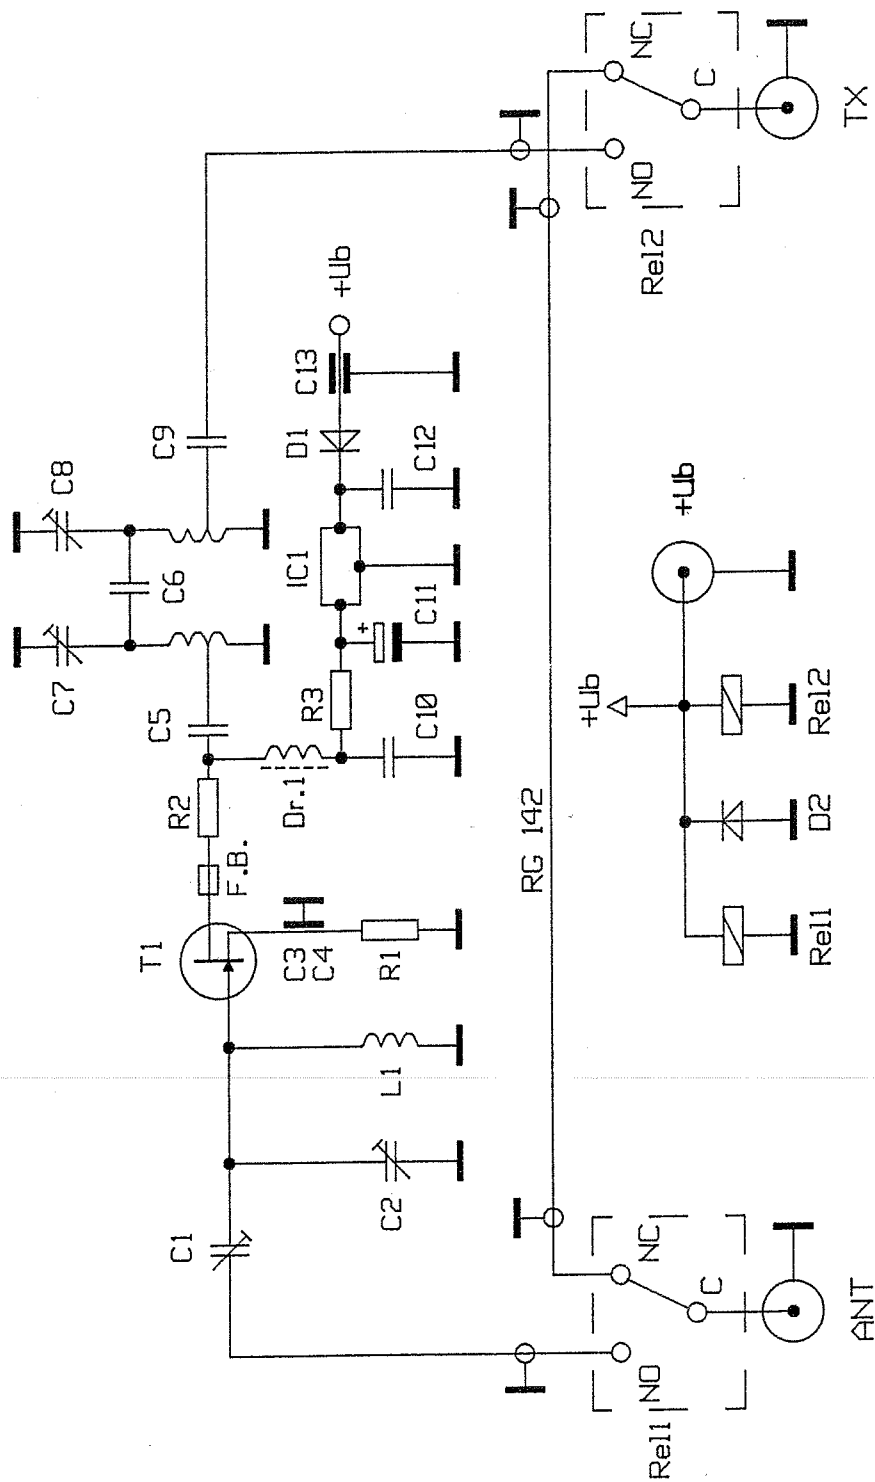 C7
C8
C6
C5
C9
T1
R2
F.B.
Dr.1
R3
IC1
D1
C13
+Ub
C1
C3
C4
C10
+
C11
C12
C2
L1
R1
RG 142
+Ub
+Ub
Rel1
NO
NC
C
ANT
Rel1
D2
Rel2
Rel2
NO
NC
C
TX